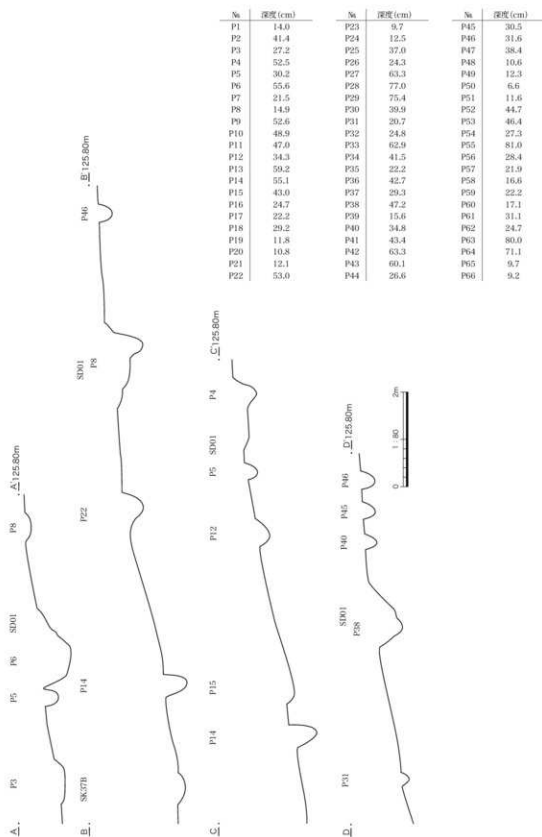 № 深度(cm)
P1 14.0
P2 41.4
P3 27.2
P4 52.5
P5 30.2
P6 55.6
P7 21.5
P8 14.9
P9 52.6
P10 48.9
P11 47.0
P12 34.3
P13 59.2
P14 55.1
P15 43.0
P16 24.7
P17 22.2
P18 29.2
P19 11.8
P20 10.8
P21 12.1
P22 53.0
№ 深度(cm)
P23 9.7
P24 12.5
P25 37.0
P26 24.3
P27 63.3
P28 77.0
P29 75.4
P30 39.9
P31 20.7
P32 24.8
P33 62.9
P34 41.5
P35 22.2
P36 42.7
P37 29.3
P38 47.2
P39 15.6
P40 34.8
P41 43.4
P42 63.3
P43 60.1
P44 26.6
№ 深度(cm)
P45 30.5
P46 31.6
P47 38.4
P48 10.6
P49 12.3
P50 6.6
P51 11.6
P52 44.7
P53 46.4
P54 27.3
P55 81.0
P56 28.4
P57 21.9
P58 16.6
P59 22.2
P60 17.1
P61 31.1
P62 24.7
P63 80.0
P64 71.1
P65 9.7
P66 9.2
A
P3
P5
P6
SD01
P8
A' 125.80m
B
SK37B
P14
P22
SD01
P8
P46
B' 125.80m
C
P14
P15
P12
P5
SD01
P4
C' 125.80m
D
P31
SD01
P38
P40
P45
P46
D' 125.80m
0 1:80 2m